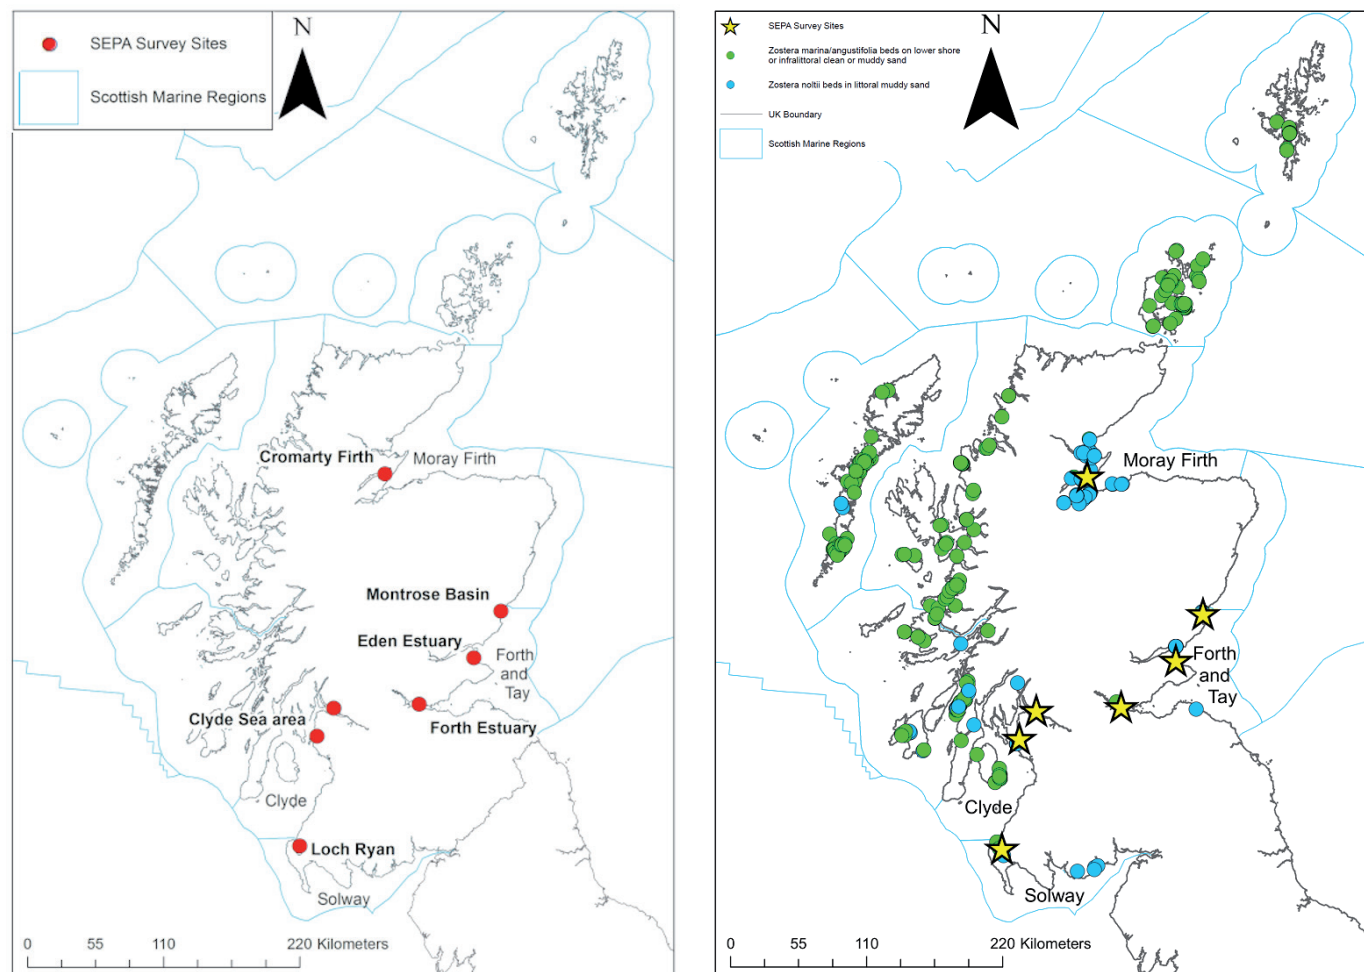 N
SEPA Survey Sites
Scottish Marine Regions
Cromarty Firth
Moray Firth
Montrose Basin
Eden Estuary
Forth
and
Tay
Clyde Sea area
Forth Estuary
Clyde
Loch Ryan
Solway
0 55 110 220 Kilometers
SEPA Survey Sites
N
Zostera marina/angustifolia beds on lower shore
or infralittoral clean or muddy sand
Zostera noltii beds in littoral muddy sand
UK Boundary
Scottish Marine Regions
Moray Firth
Forth
and
Tay
Clyde
Solway
0 55 110 220 Kilometers